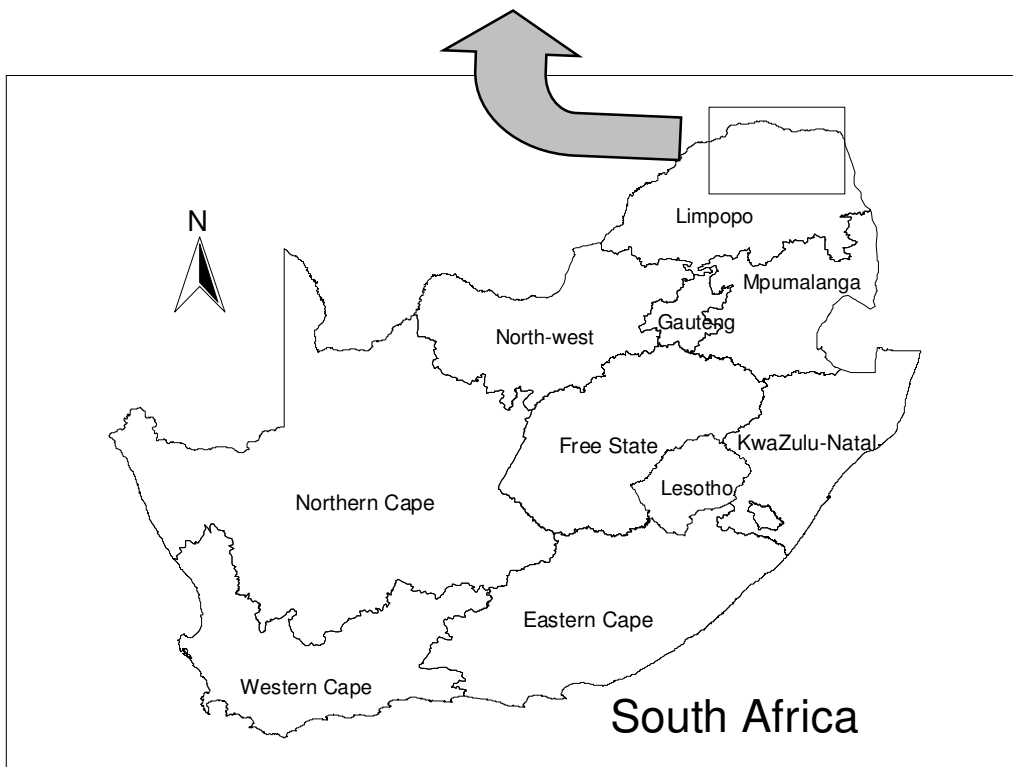 N
Limpopo
Mpumalanga
Gauteng
North-west
Free State
KwaZulu-Natal
Lesotho
Northern Cape
Eastern Cape
Western Cape
South Africa